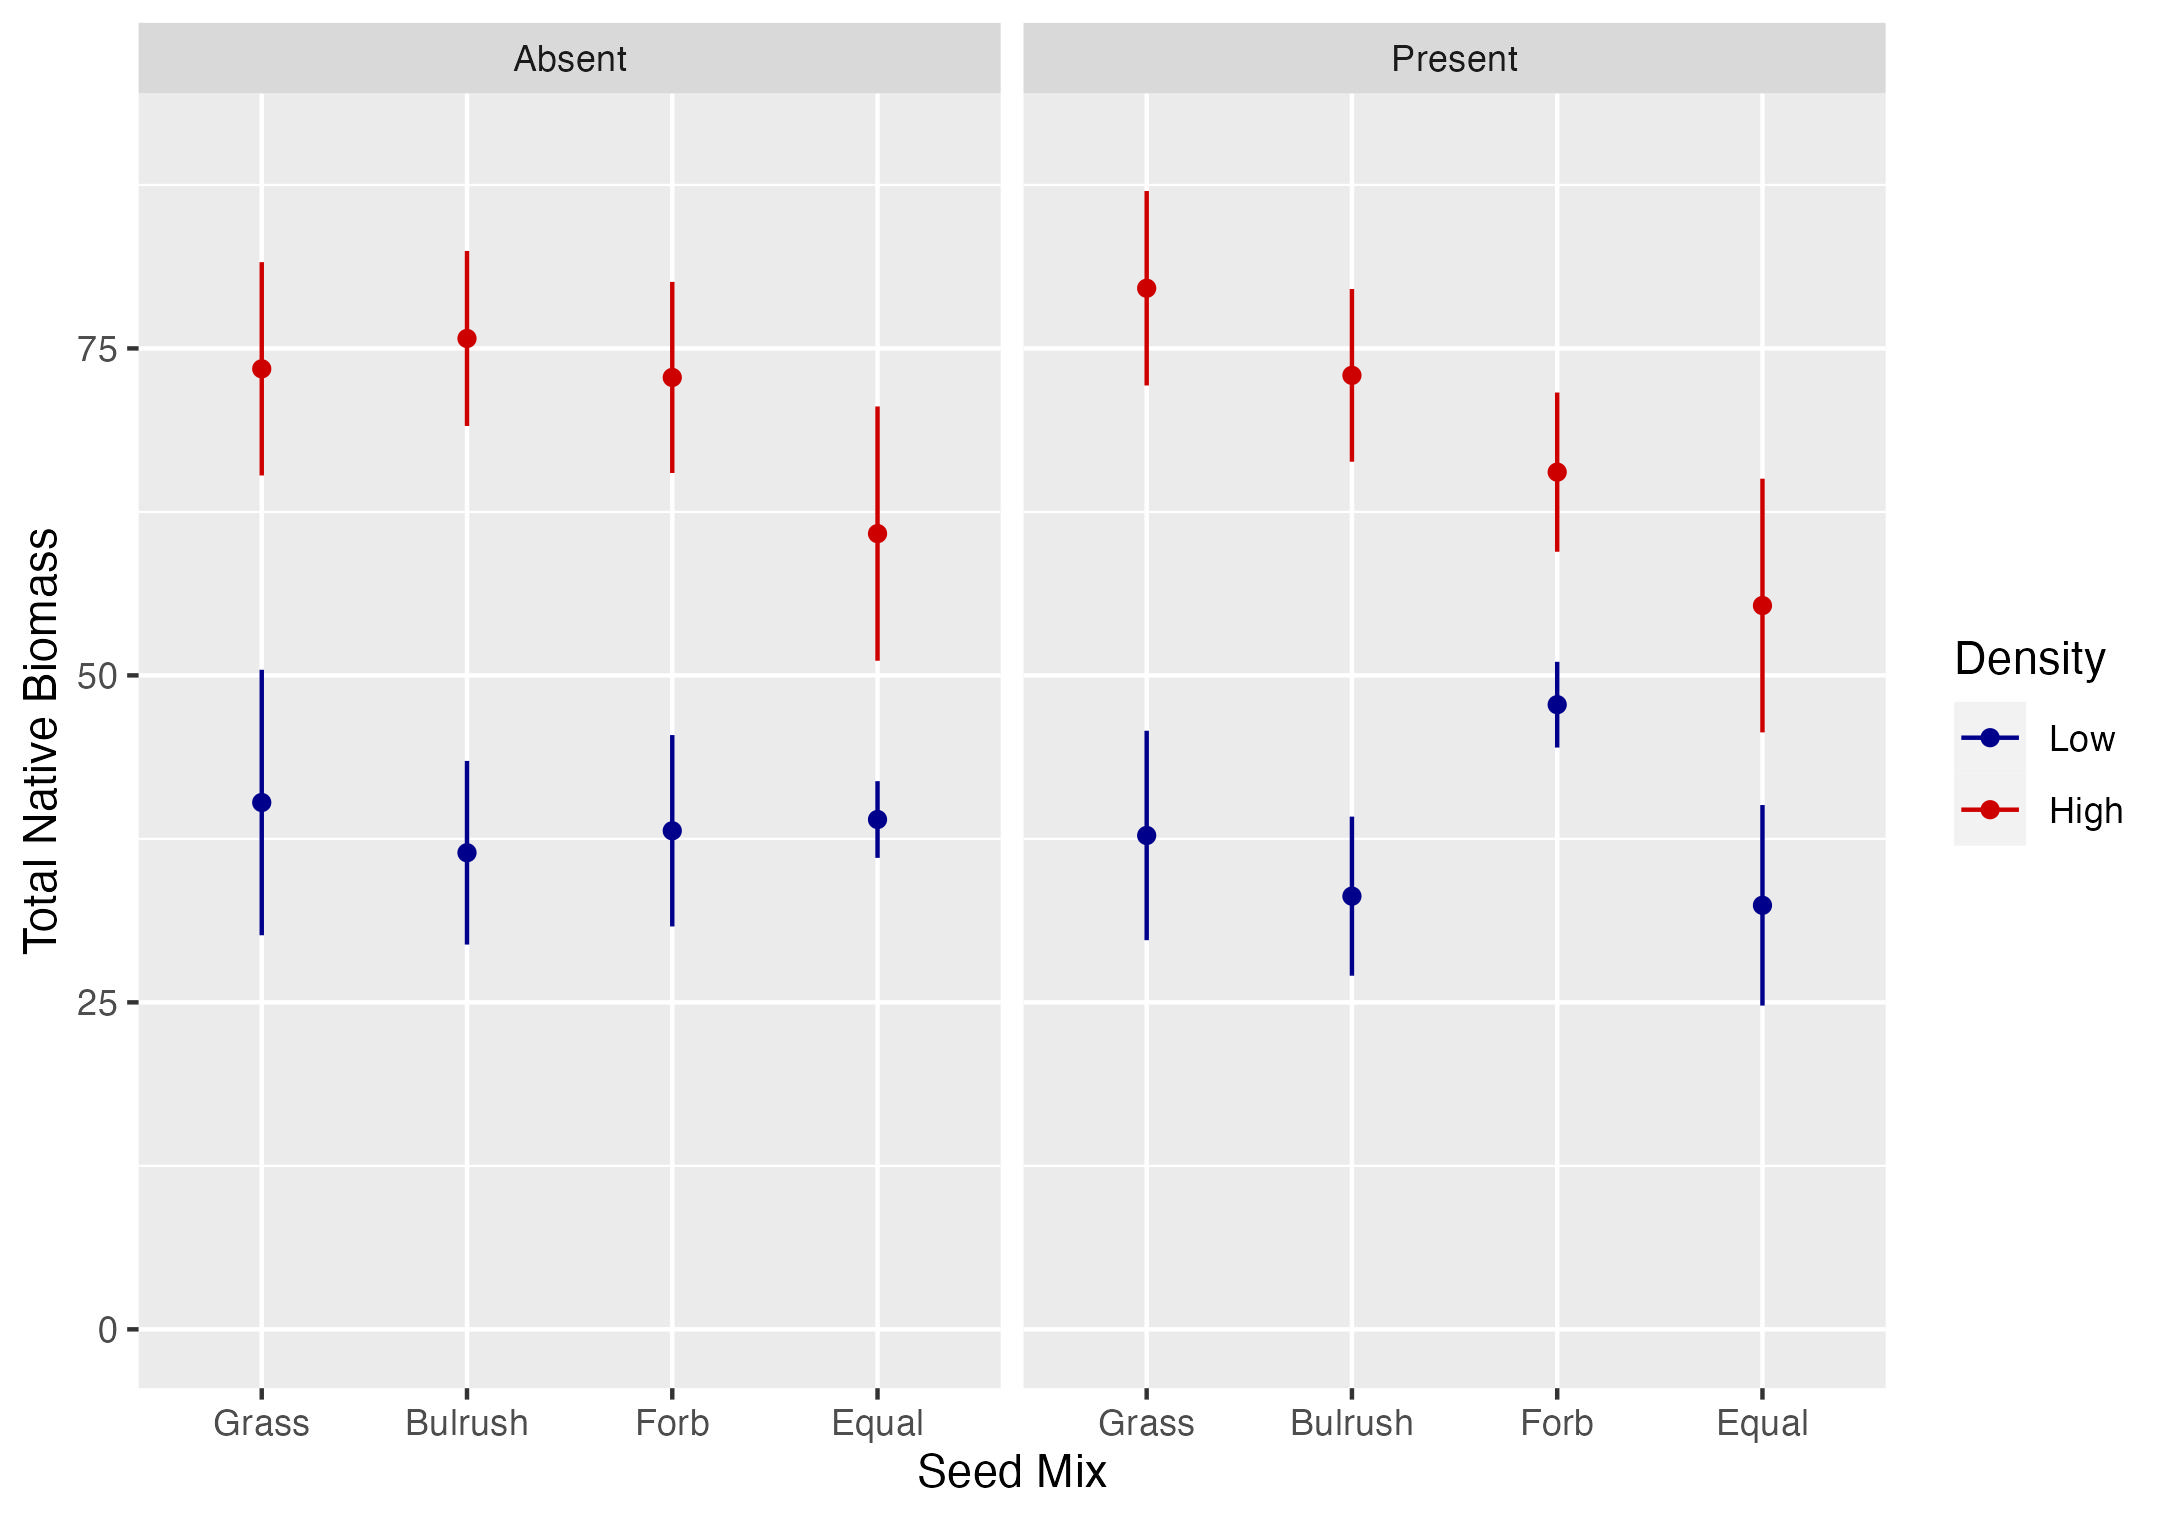 Absent
Present
Total Native Biomass
75
50
25
0
Grass
Bulrush
Forb
Equal
Grass
Bulrush
Forb
Equal
Seed Mix
Density
Low
High